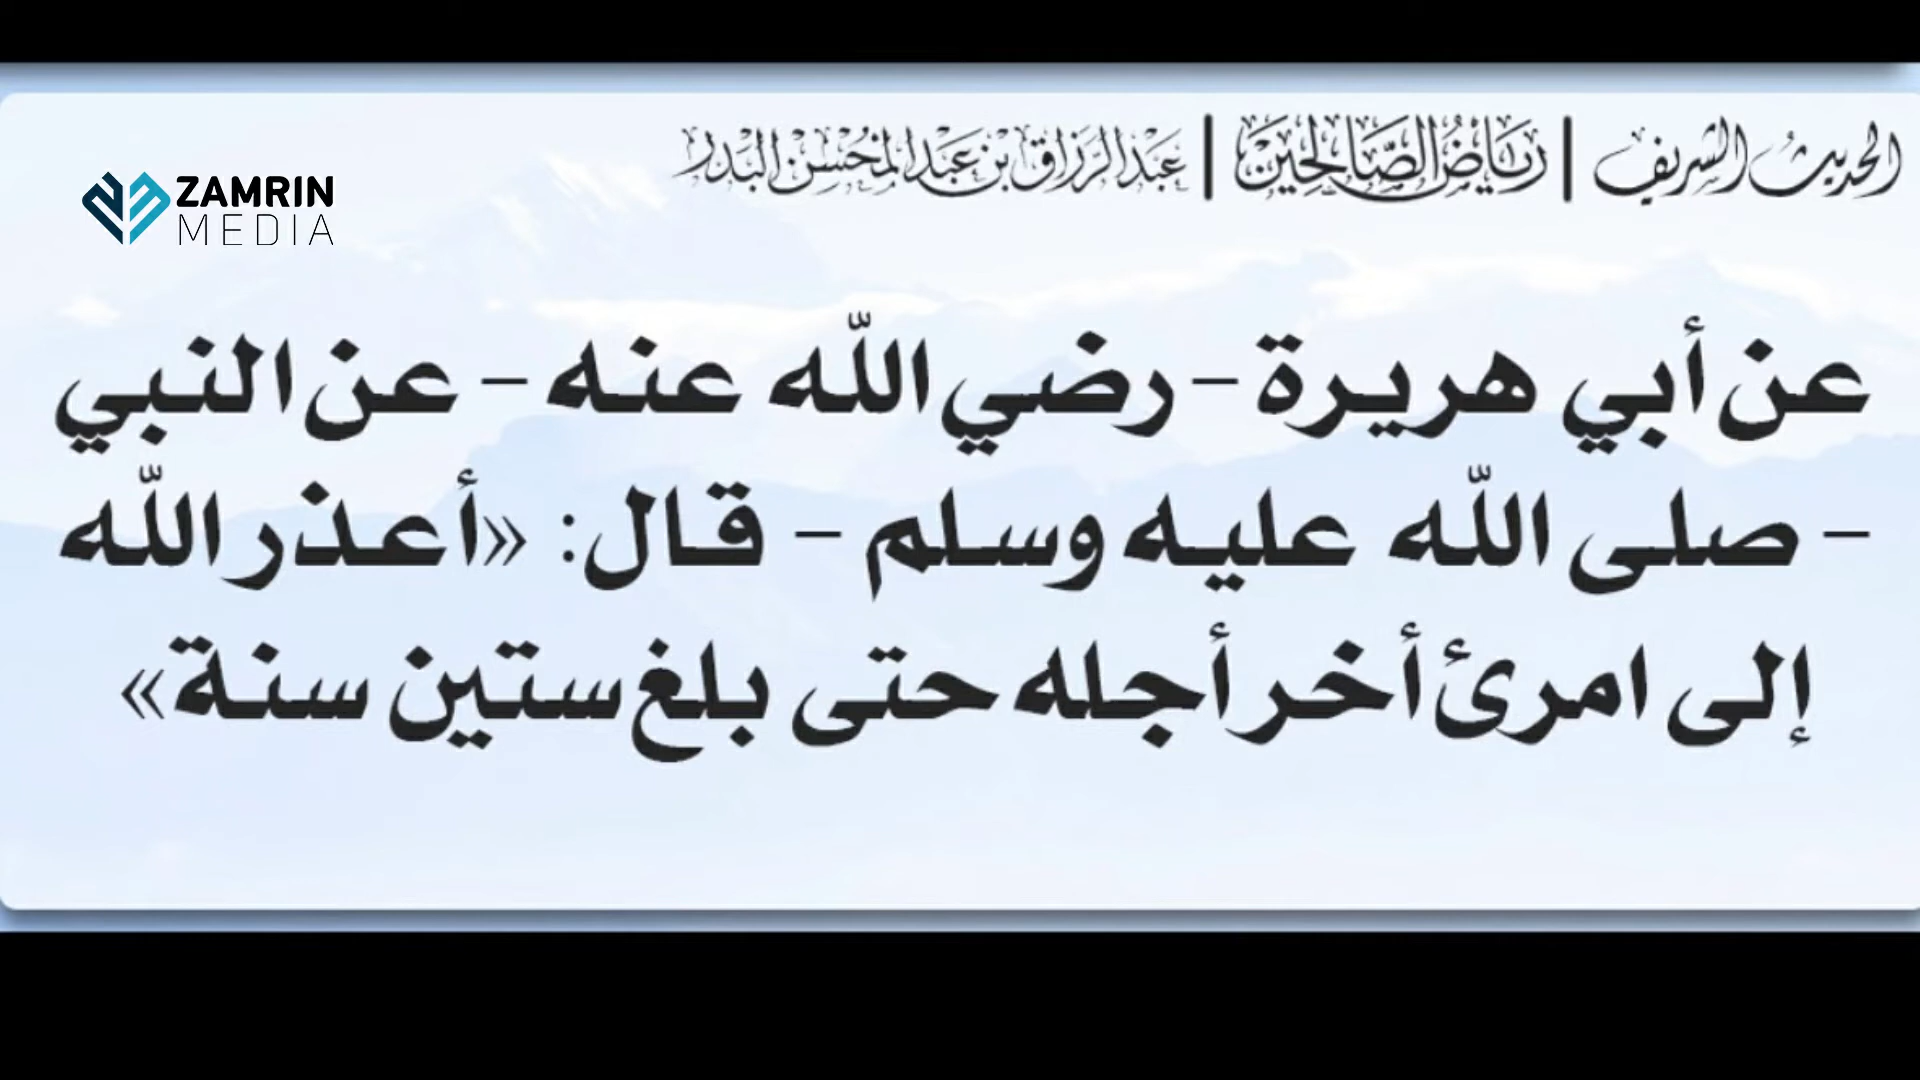 الحديث الشريف | رياض الصالحين | عبد الرزاق بن عبد المحسن البدر
ZAMRIN
MEDIA
عن أبي هريرة - رضي اللّه عنه - عن النبي
- صلى اللّه عليه وسلم - قال: «أعذر اللّه
إلى امرئ أخر أجله حتى بلغ ستين سنة»